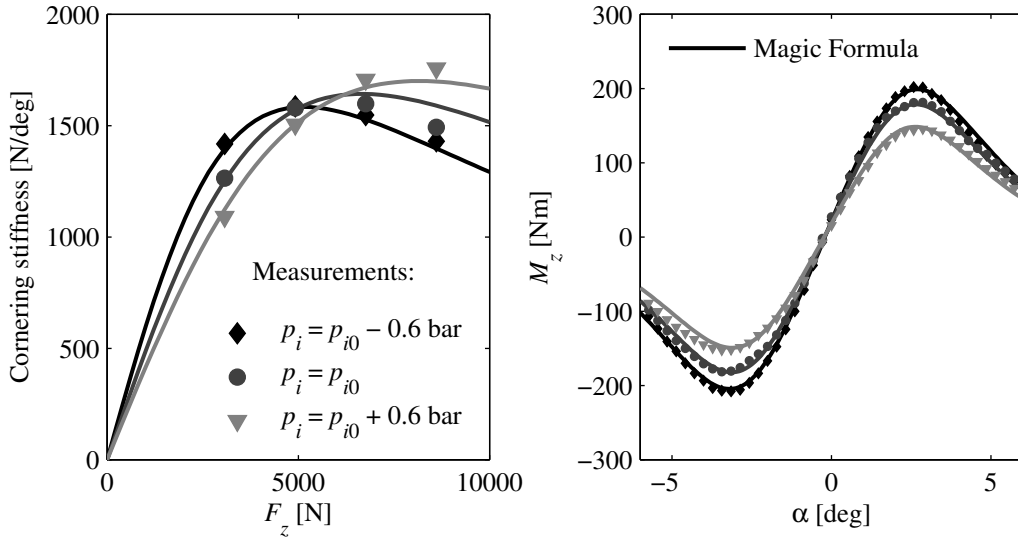 2000
1500
1000
500
0
Cornering stiffness [N/deg]
Measurements:
p_i = p_i0 − 0.6 bar
p_i = p_i0
p_i = p_i0 + 0.6 bar
0 5000 10000
F_z [N]
300
200
100
0
−100
−200
−300
M_z [Nm]
Magic Formula
−5 0 5
α [deg]